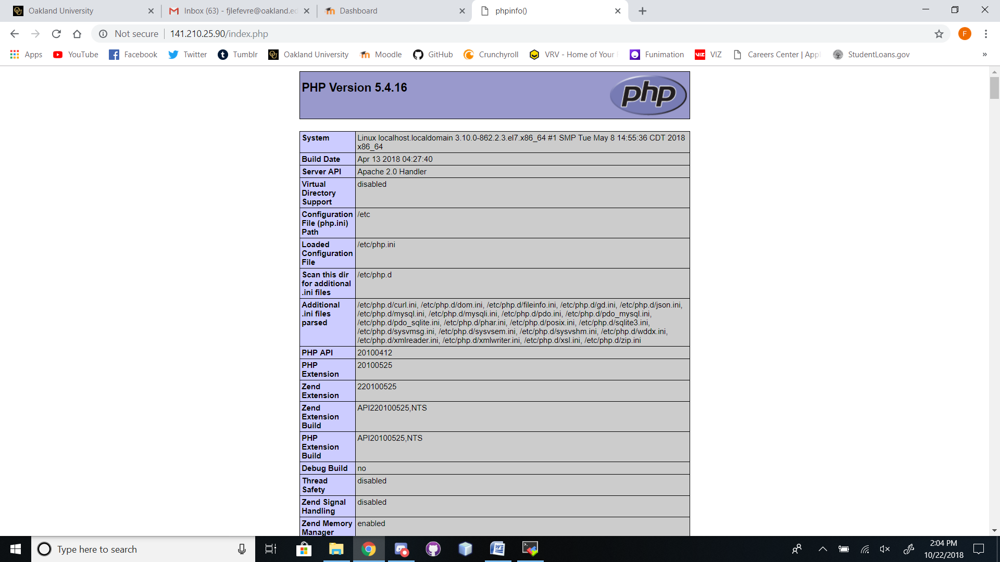 Oakland University
Inbox (63) - fjlefevre@oakland.ed
Dashboard
phpinfo()
Not secure
141.210.25.90/index.php
F
Apps
YouTube
Facebook
Twitter
Tumblr
Oakland University
Moodle
GitHub
Crunchyroll
VRV - Home of Your
Funimation
VIZ
VIZ
Careers Center | Appl
StudentLoans.gov
»
PHP Version 5.4.16
php
System
Linux localhost.localdomain 3.10.0-862.2.3.el7.x86_64 #1 SMP Tue May 8 14:55:36 CDT 2018
x86_64
Build Date
Apr 13 2018 04:27:40
Server API
Apache 2.0 Handler
Virtual
Directory
Support
disabled
Configuration
File (php.ini)
Path
/etc
Loaded
Configuration
File
/etc/php.ini
Scan this dir
for additional
.ini files
/etc/php.d
Additional
.ini files
parsed
/etc/php.d/curl.ini, /etc/php.d/dom.ini, /etc/php.d/fileinfo.ini, /etc/php.d/gd.ini, /etc/php.d/json.ini,
/etc/php.d/mysql.ini, /etc/php.d/mysqli.ini, /etc/php.d/pdo.ini, /etc/php.d/pdo_mysql.ini,
/etc/php.d/pdo_sqlite.ini, /etc/php.d/phar.ini, /etc/php.d/posix.ini, /etc/php.d/sqlite3.ini,
/etc/php.d/sysvmsg.ini, /etc/php.d/sysvsem.ini, /etc/php.d/sysvshm.ini, /etc/php.d/wddx.ini,
/etc/php.d/xmlreader.ini, /etc/php.d/xmlwriter.ini, /etc/php.d/xsl.ini, /etc/php.d/zip.ini
PHP API
20100412
PHP
Extension
20100525
Zend
Extension
220100525
Zend
Extension
Build
API220100525,NTS
PHP
Extension
Build
API20100525,NTS
Debug Build
no
Thread
Safety
disabled
Zend Signal
Handling
disabled
Zend Memory
Manager
enabled
Type here to search
2:04 PM
10/22/2018